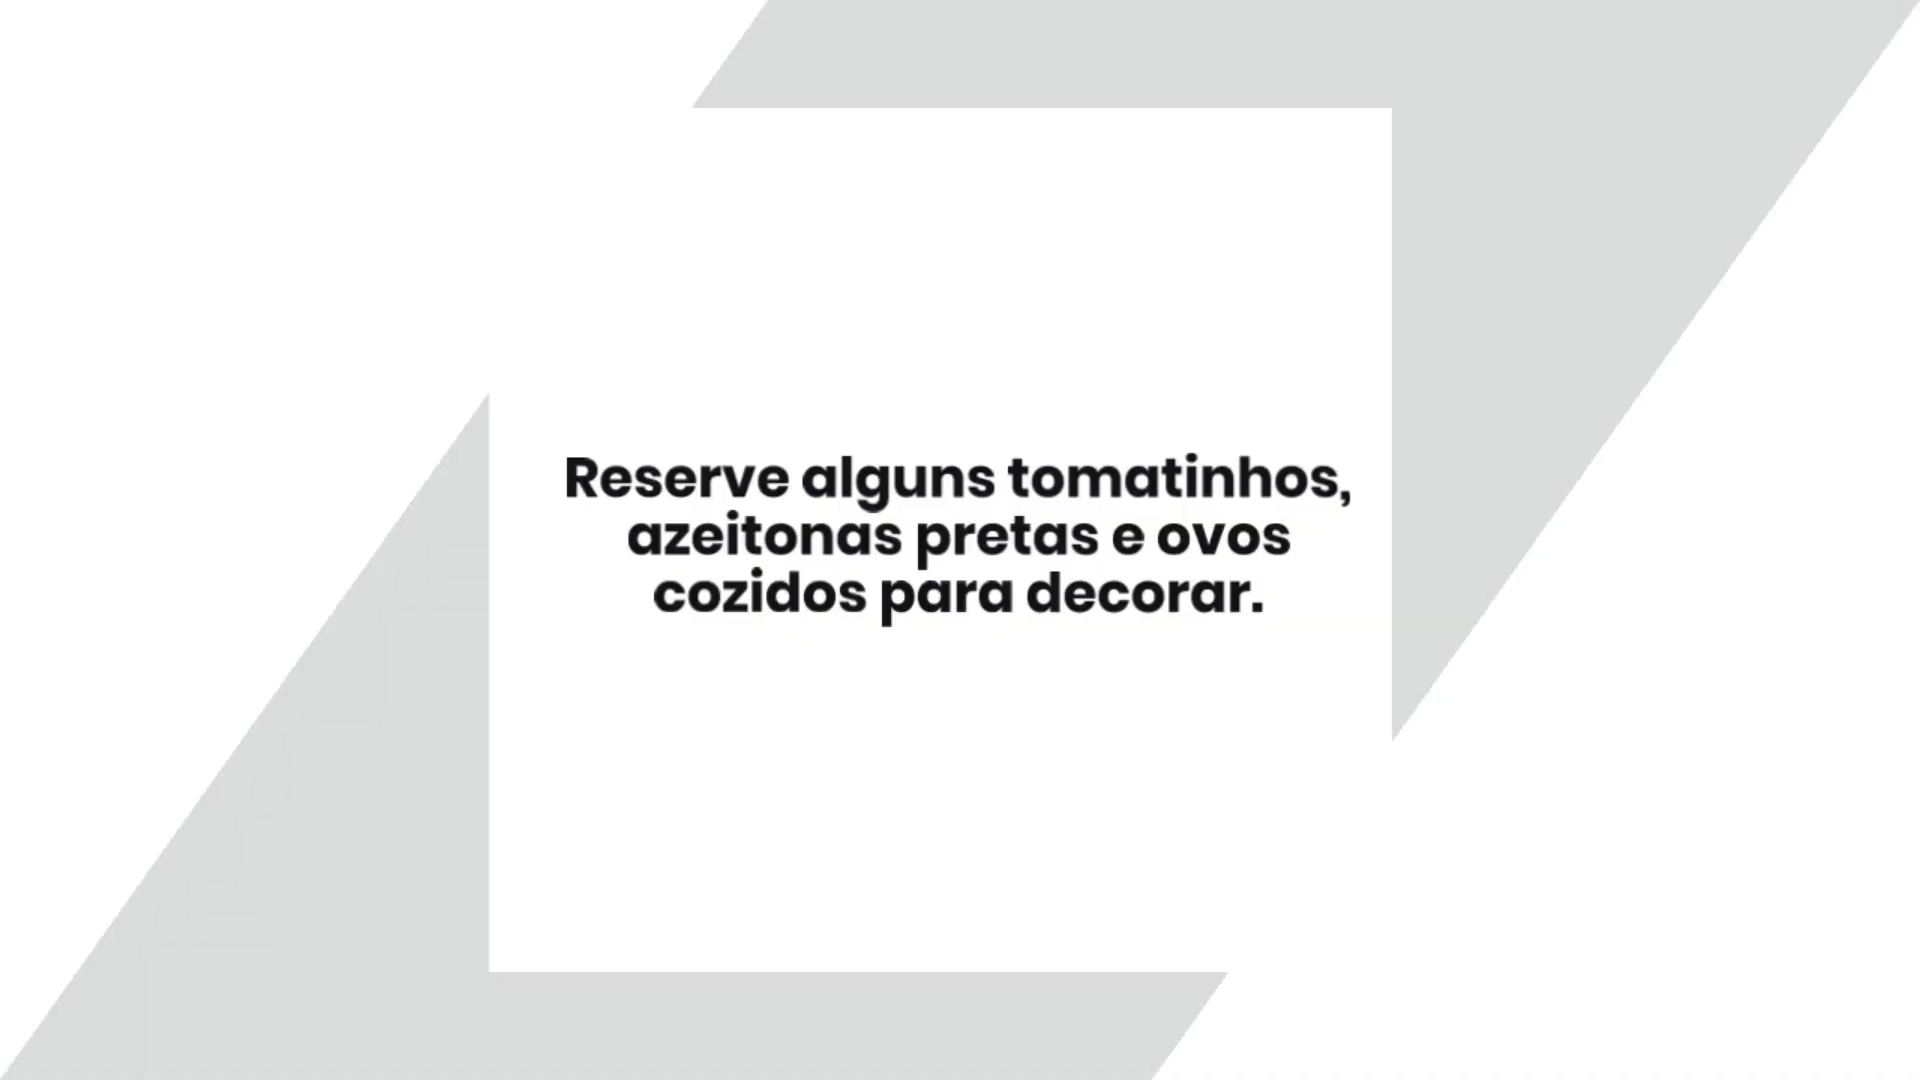 Reserve alguns tomatinhos,
azeitonas pretas e ovos
cozidos para decorar.